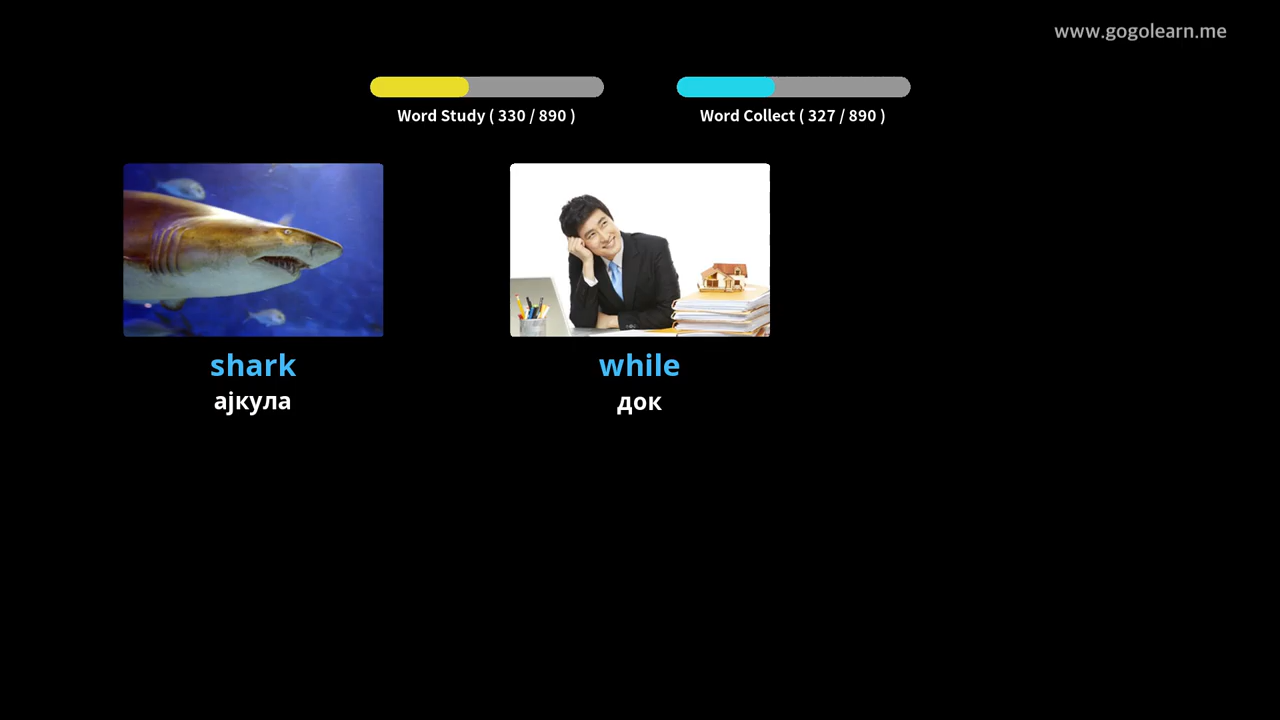 www.gogolearn.me
Word Study ( 330 / 890 )
Word Collect ( 327 / 890 )
shark
ајкула
while
док